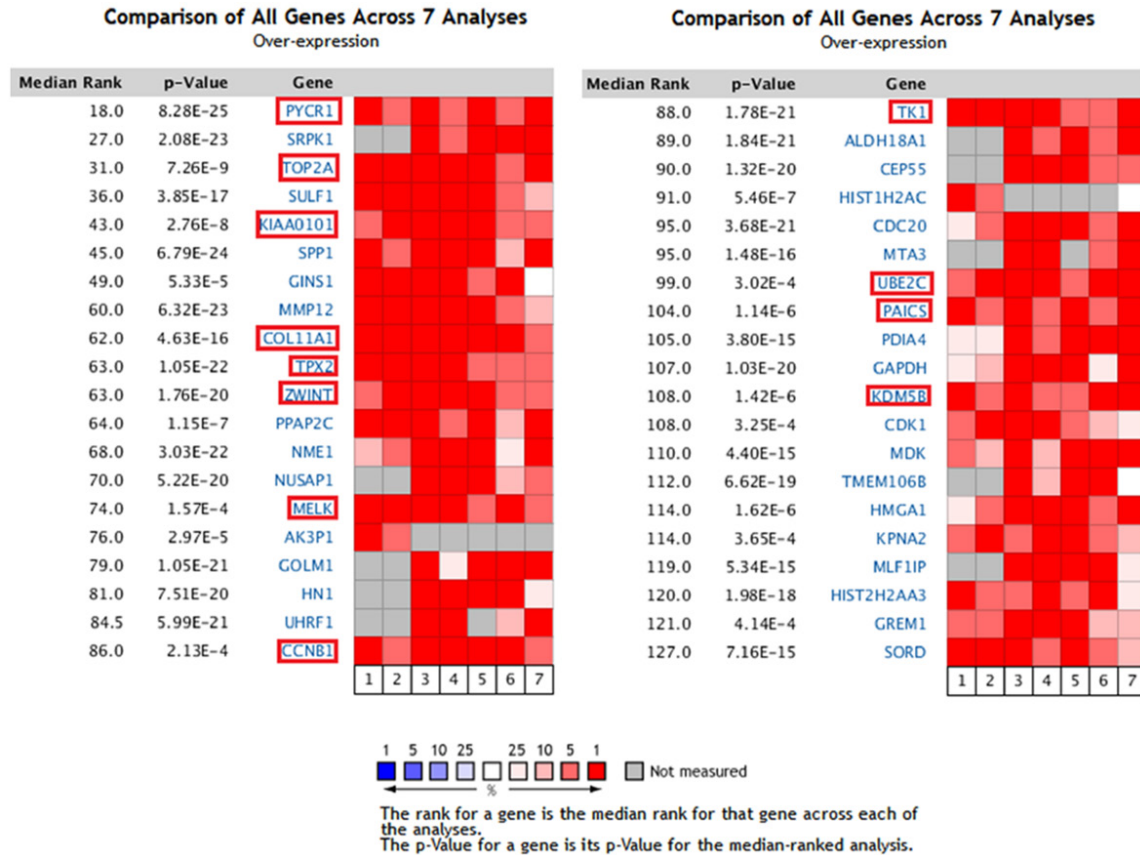 Comparison of All Genes Across 7 Analyses
Over-expression
Median Rank p-Value Gene
18.0 8.28E-25 PYCR1
27.0 2.08E-23 SRPK1
31.0 7.26E-9 TOP2A
36.0 3.85E-17 SULF1
43.0 2.76E-8 KIAA0101
45.0 6.79E-24 SPP1
49.0 5.33E-5 GINS1
60.0 6.32E-23 MMP12
62.0 4.63E-16 COL11A1
63.0 1.05E-22 TPX2
63.0 1.76E-20 ZWINT
64.0 1.15E-7 PPAP2C
68.0 3.03E-22 NME1
70.0 5.22E-20 NUSAP1
74.0 1.57E-4 MELK
76.0 2.97E-5 AK3P1
79.0 1.05E-21 GOLM1
81.0 7.51E-20 HN1
84.5 5.99E-21 UHRF1
86.0 2.13E-4 CCNB1
1 2 3 4 5 6 7
Comparison of All Genes Across 7 Analyses
Over-expression
Median Rank p-Value Gene
88.0 1.78E-21 TK1
89.0 1.84E-21 ALDH18A1
90.0 1.32E-20 CEP55
91.0 5.46E-7 HIST1H2AC
95.0 3.68E-21 CDC20
95.0 1.48E-16 MTA3
99.0 3.02E-4 UBE2C
104.0 1.14E-6 PAICS
105.0 3.80E-15 PDIA4
107.0 1.03E-20 GAPDH
108.0 1.42E-6 KDM5B
108.0 3.25E-4 CDK1
110.0 4.40E-15 MDK
112.0 6.62E-19 TMEM106B
114.0 1.62E-6 HMGA1
114.0 3.65E-4 KPNA2
119.0 5.34E-15 MLF1IP
120.0 1.98E-18 HIST2H2AA3
121.0 4.14E-4 GREM1
127.0 7.16E-15 SORD
1 2 3 4 5 6 7
1 5 10 25 25 10 5 1
Not measured
%
The rank for a gene is the median rank for that gene across each of
the analyses.
The p-Value for a gene is its p-Value for the median-ranked analysis.